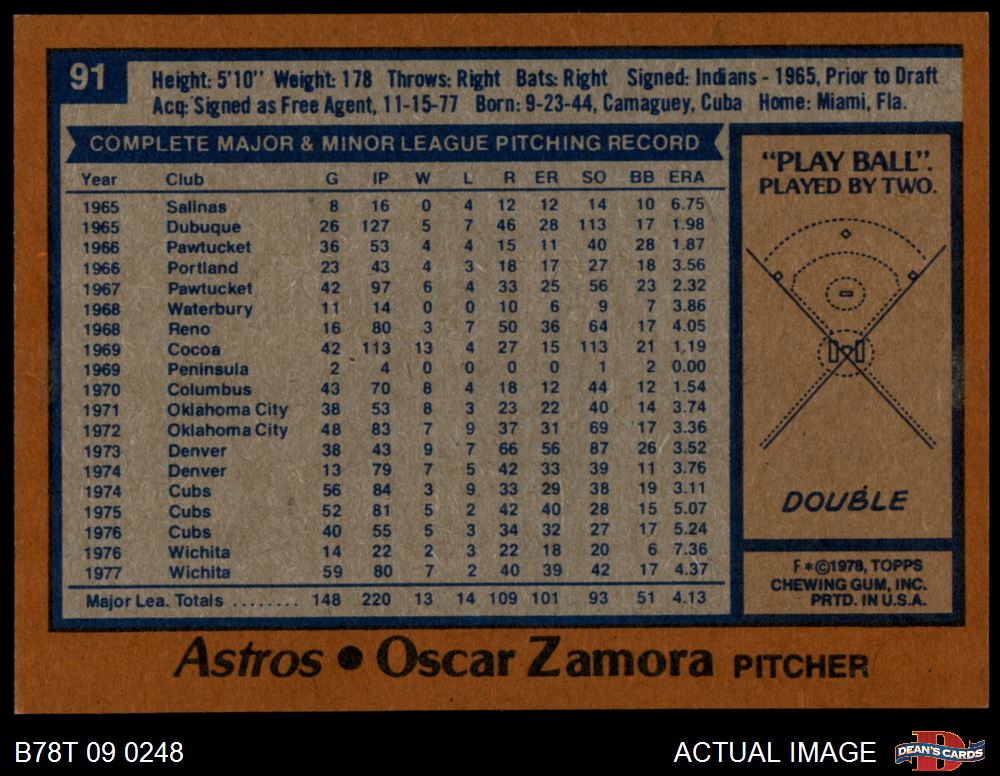 91
Height: 5'10" Weight: 178 Throws: Right Bats: Right Signed: Indians - 1965, Prior to Draft
Acq: Signed as Free Agent, 11-15-77 Born: 9-23-44, Camaguey, Cuba Home: Miami, Fla.
COMPLETE MAJOR & MINOR LEAGUE PITCHING RECORD
Year Club G IP W L R ER SO BB ERA
1965 Salinas 8 16 0 4 12 12 14 10 6.75
1965 Dubuque 26 127 5 7 46 28 113 17 1.98
1966 Pawtucket 36 53 4 4 15 11 40 28 1.87
1966 Portland 23 43 4 3 18 17 27 18 3.56
1967 Pawtucket 42 97 6 4 33 25 56 23 2.32
1968 Waterbury 11 14 0 0 10 6 9 7 3.86
1968 Reno 16 80 3 7 50 36 64 17 4.05
1969 Cocoa 42 113 13 4 27 15 113 21 1.19
1969 Peninsula 2 4 0 0 0 0 1 2 0.00
1970 Columbus 43 70 8 4 18 12 44 12 1.54
1971 Oklahoma City 38 53 8 3 23 22 40 14 3.74
1972 Oklahoma City 48 83 7 9 37 31 69 17 3.36
1973 Denver 38 43 9 7 66 56 87 26 3.52
1974 Denver 13 79 7 5 42 33 39 11 3.76
1974 Cubs 56 84 3 9 33 29 38 19 3.11
1975 Cubs 52 81 5 2 42 40 28 15 5.07
1976 Cubs 40 55 5 3 34 32 27 17 5.24
1976 Wichita 14 22 2 3 22 18 20 6 7.36
1977 Wichita 59 80 7 2 40 39 42 17 4.37
Major Lea. Totals ........ 148 220 13 14 109 101 93 51 4.13
"PLAY BALL".
PLAYED BY TWO.
DOUBLE
F*©1978, TOPPS
CHEWING GUM, INC.
PRTD. IN U.S.A.
Astros • Oscar Zamora PITCHER
B78T 09 0248
ACTUAL IMAGE
D
DEAN'S CARDS